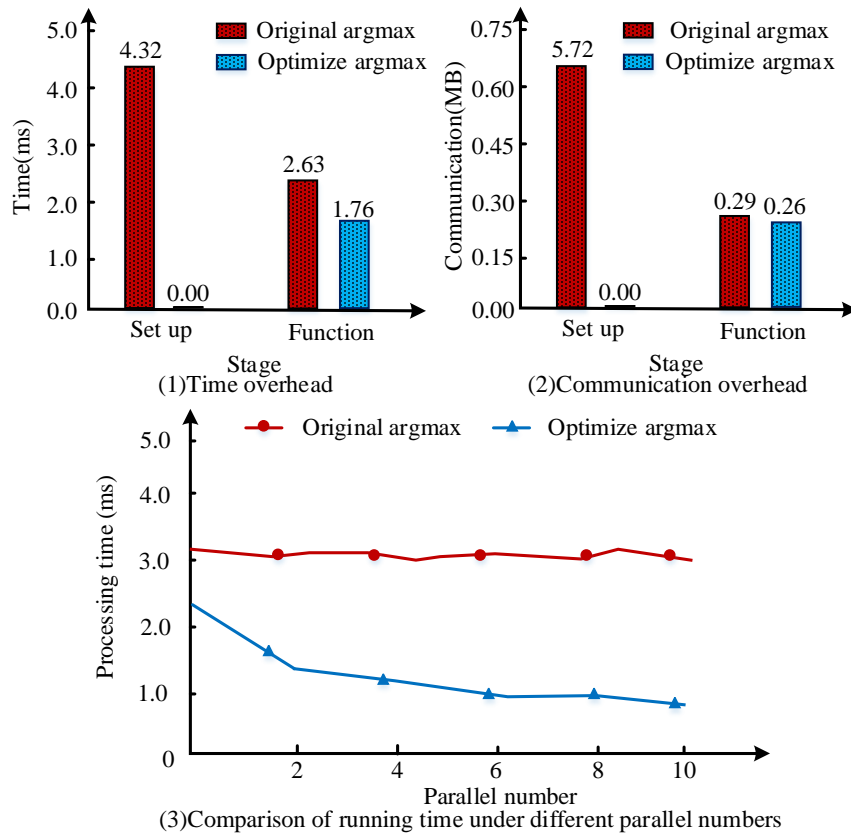 Original argmax
Optimize argmax
Time(ms)
5.0
4.0
3.0
2.0
1.0
0.0
4.32
0.00
2.63
1.76
Set up
Function
Stage
(1)Time overhead
Original argmax
Optimize argmax
Communication(MB)
0.75
0.60
0.45
0.30
0.15
0.00
5.72
0.00
0.29
0.26
Set up
Function
Stage
(2)Communication overhead
Original argmax
Optimize argmax
Processing time (ms)
5.0
4.0
3.0
2.0
1.0
0
2
4
6
8
10
Parallel number
(3)Comparison of running time under different parallel numbers